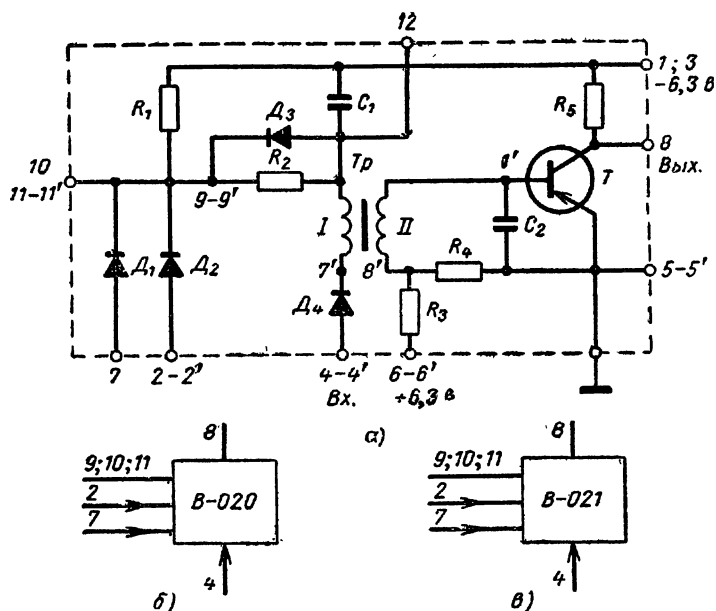 12
1; 3
-6,3 в
R1
C1
Д3
R5
10
11-11'
9-9'
R2
Тр
1'
T
8
Вых.
I
II
C2
Д1
Д2
7'
8'
R4
5-5'
Д4
R3
7
2-2'
4-4'
Вх.
6-6'
+6,3 в
а)
8
9;10;11
2
7
В-020
4
б)
8
9;10;11
2
7
В-021
4
в)